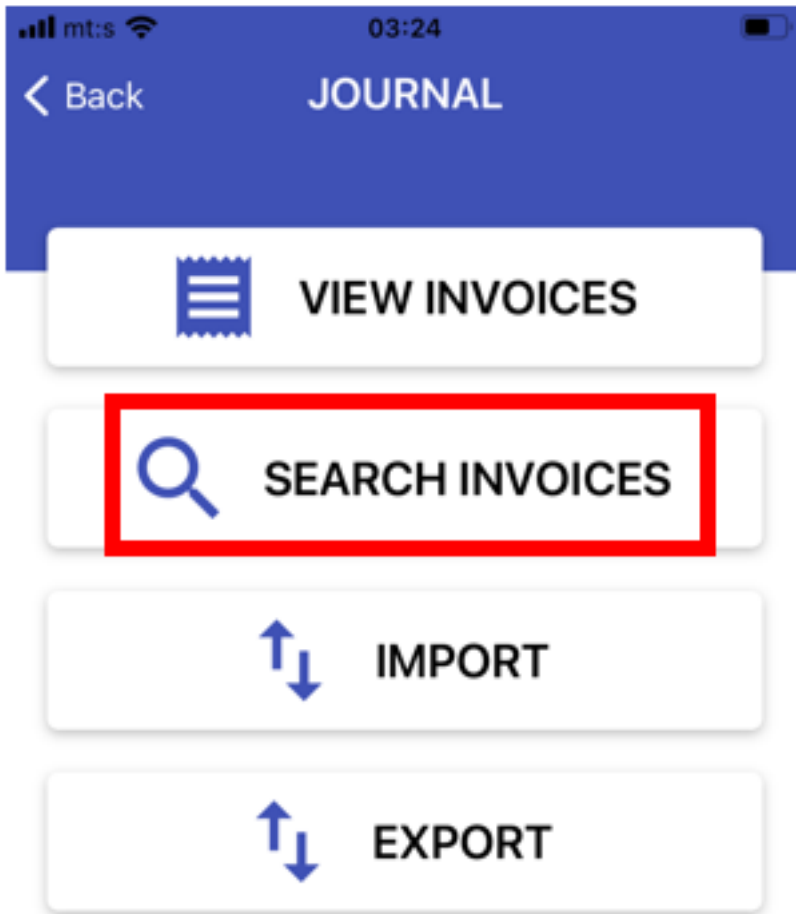 mt:s 03:24
Back JOURNAL
VIEW INVOICES
SEARCH INVOICES
IMPORT
EXPORT